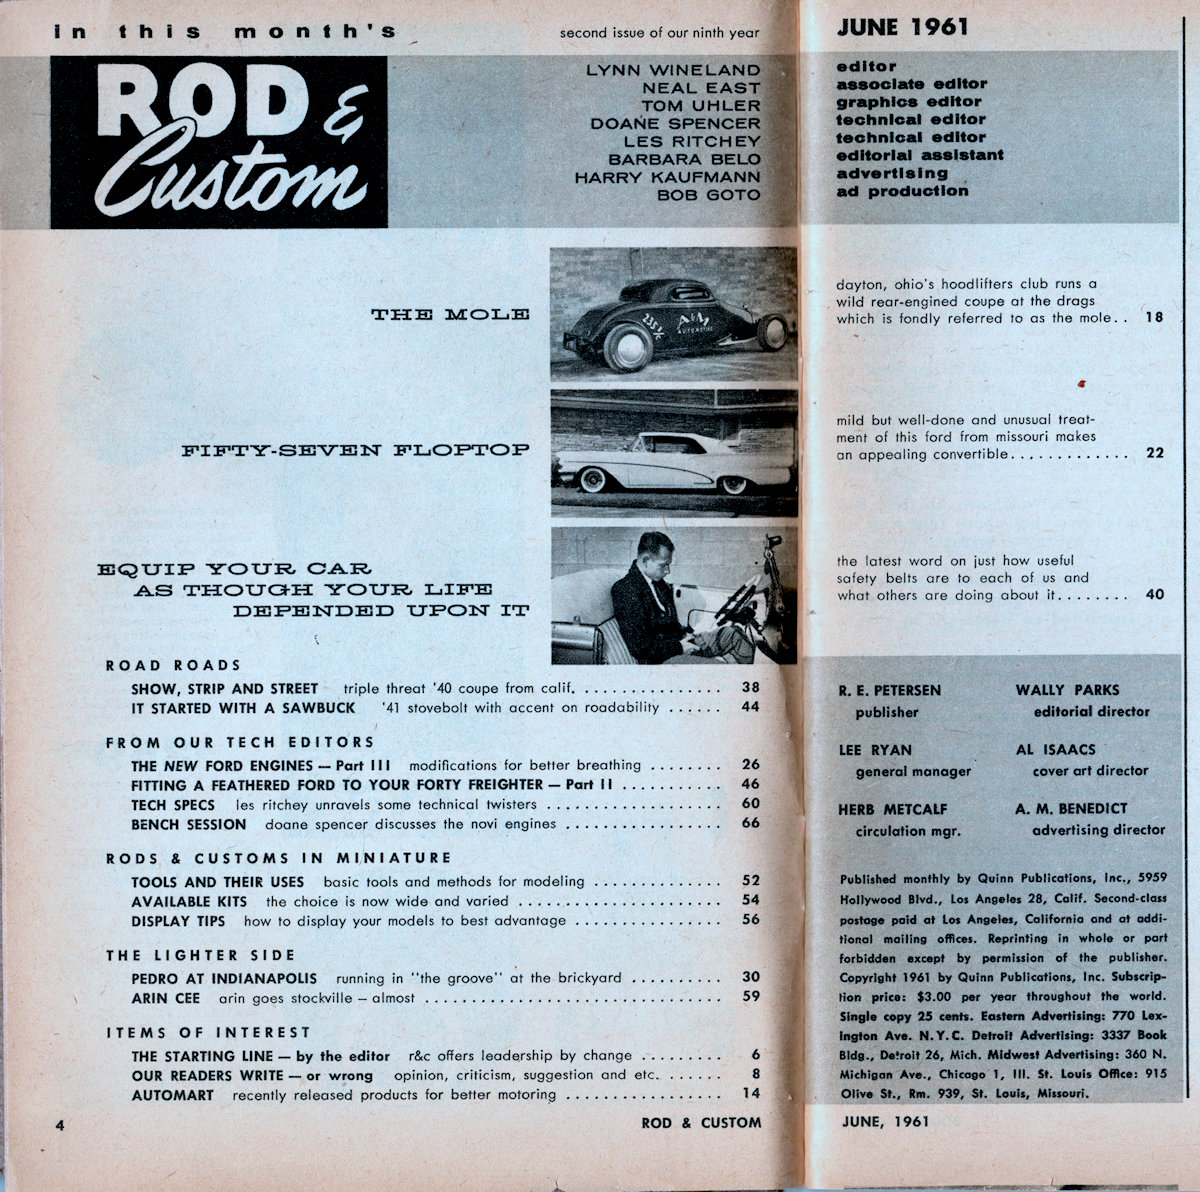 in this month's
ROD &
Custom
second issue of our ninth year
LYNN WINELAND
NEAL EAST
TOM UHLER
DOANE SPENCER
LES RITCHEY
BARBARA BELO
HARRY KAUFMANN
BOB GOTO
THE MOLE
235½
A&M
AUTOMOTIVE
FIFTY-SEVEN FLOPTOP
EQUIP YOUR CAR
AS THOUGH YOUR LIFE
DEPENDED UPON IT
ROAD ROADS
SHOW, STRIP AND STREET triple threat '40 coupe from calif. . . . . . . . . . . . . . . . 38
IT STARTED WITH A SAWBUCK '41 stovebolt with accent on roadability . . . . . . 44
FROM OUR TECH EDITORS
THE NEW FORD ENGINES — Part III modifications for better breathing . . . . . . . . 26
FITTING A FEATHERED FORD TO YOUR FORTY FREIGHTER — Part II . . . . . . . . . . . 46
TECH SPECS les ritchey unravels some technical twisters . . . . . . . . . . . . . . . . . . 60
BENCH SESSION doane spencer discusses the novi engines . . . . . . . . . . . . . . . . 66
RODS & CUSTOMS IN MINIATURE
TOOLS AND THEIR USES basic tools and methods for modeling . . . . . . . . . . . . . 52
AVAILABLE KITS the choice is now wide and varied . . . . . . . . . . . . . . . . . . . . . 54
DISPLAY TIPS how to display your models to best advantage . . . . . . . . . . . . . . . 56
THE LIGHTER SIDE
PEDRO AT INDIANAPOLIS running in "the groove" at the brickyard . . . . . . . . . . 30
ARIN CEE arin goes stockville — almost . . . . . . . . . . . . . . . . . . . . . . . . . . . . . . 59
ITEMS OF INTEREST
THE STARTING LINE — by the editor r&c offers leadership by change . . . . . . . . . 6
OUR READERS WRITE — or wrong opinion, criticism, suggestion and etc. . . . . . . 8
AUTOMART recently released products for better motoring . . . . . . . . . . . . . . . . 14
4
ROD & CUSTOM
JUNE 1961
editor
associate editor
graphics editor
technical editor
technical editor
editorial assistant
advertising
ad production
dayton, ohio's hoodlifters club runs a
wild rear-engined coupe at the drags
which is fondly referred to as the mole. . 18
mild but well-done and unusual treat-
ment of this ford from missouri makes
an appealing convertible. . . . . . . . . . . . . 22
the latest word on just how useful
safety belts are to each of us and
what others are doing about it. . . . . . . . 40
R. E. PETERSEN
publisher
WALLY PARKS
editorial director
LEE RYAN
general manager
AL ISAACS
cover art director
HERB METCALF
circulation mgr.
A. M. BENEDICT
advertising director
Published monthly by Quinn Publications, Inc., 5959
Hollywood Blvd., Los Angeles 28, Calif. Second-class
postage paid at Los Angeles, California and at addi-
tional mailing offices. Reprinting in whole or part
forbidden except by permission of the publisher.
Copyright 1961 by Quinn Publications, Inc. Subscrip-
tion price: $3.00 per year throughout the world.
Single copy 25 cents. Eastern Advertising: 770 Lex-
ington Ave. N.Y.C. Detroit Advertising: 3337 Book
Bldg., Detroit 26, Mich. Midwest Advertising: 360 N.
Michigan Ave., Chicago 1, Ill. St. Louis Office: 915
Olive St., Rm. 939, St. Louis, Missouri.
JUNE, 1961